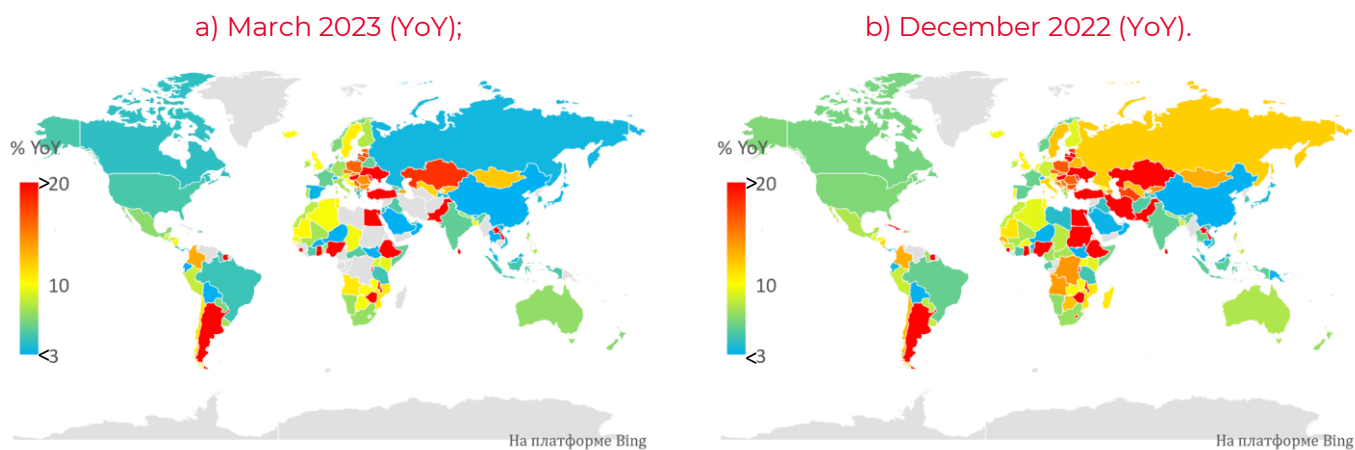 a) March 2023 (YoY);
% YoY
>20
10
<3
На платформе Bing
b) December 2022 (YoY).
% YoY
>20
10
<3
На платформе Bing